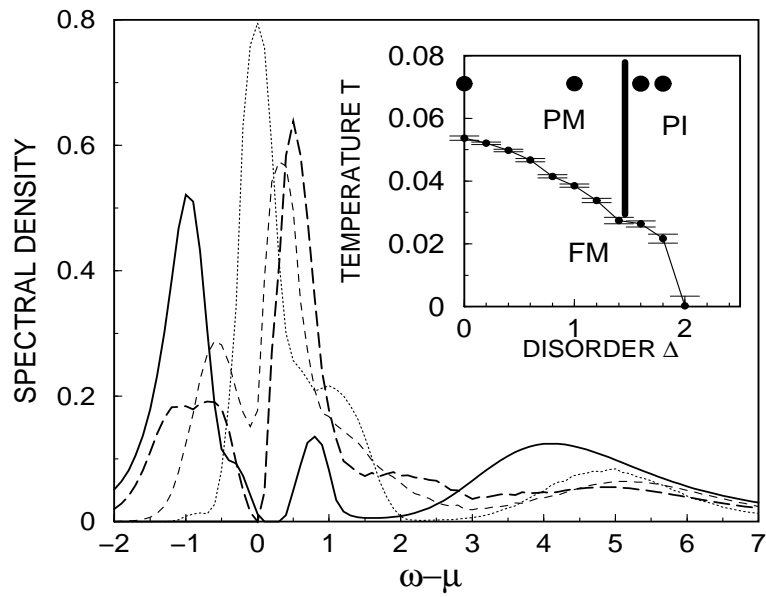 0.8
0.6
0.4
0.2
0
SPECTRAL DENSITY
−2 −1 0 1 2 3 4 5 6 7
ω−μ
0.08
0.06
0.04
0.02
0
TEMPERATURE T
PM PI
FM
0 1 2
DISORDER Δ